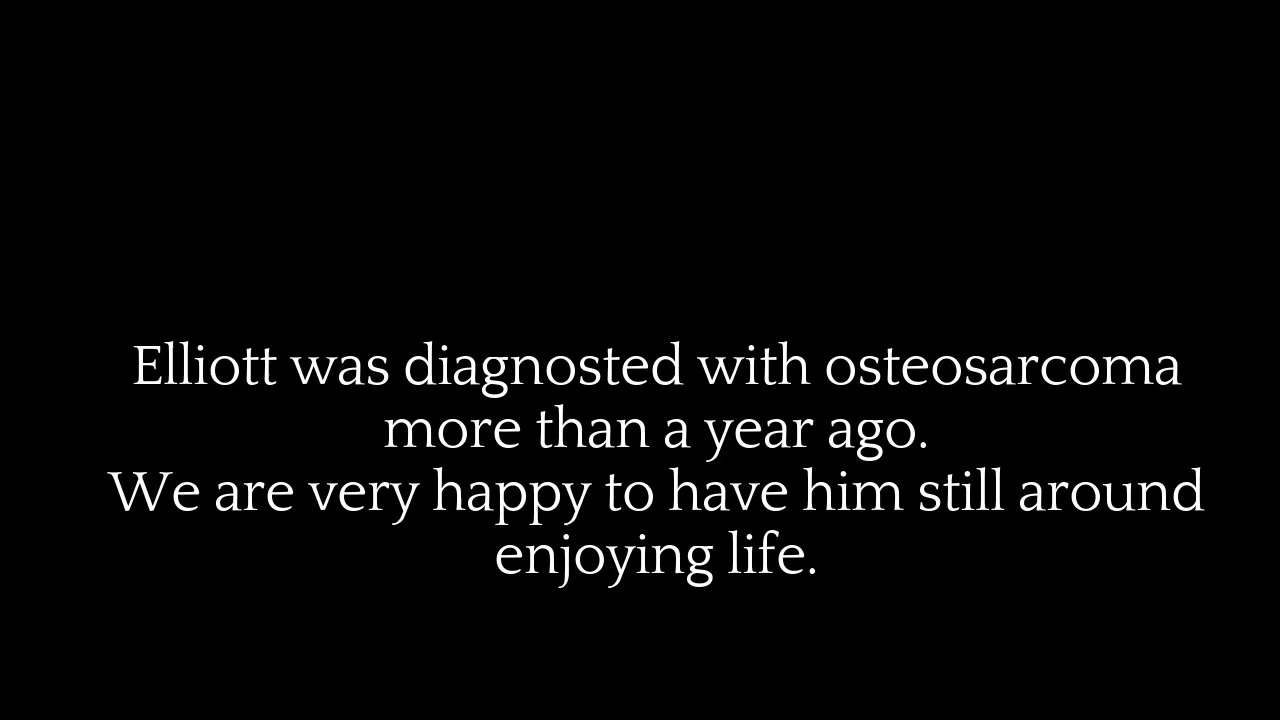 Elliott was diagnosted with osteosarcoma
more than a year ago.
We are very happy to have him still around
enjoying life.